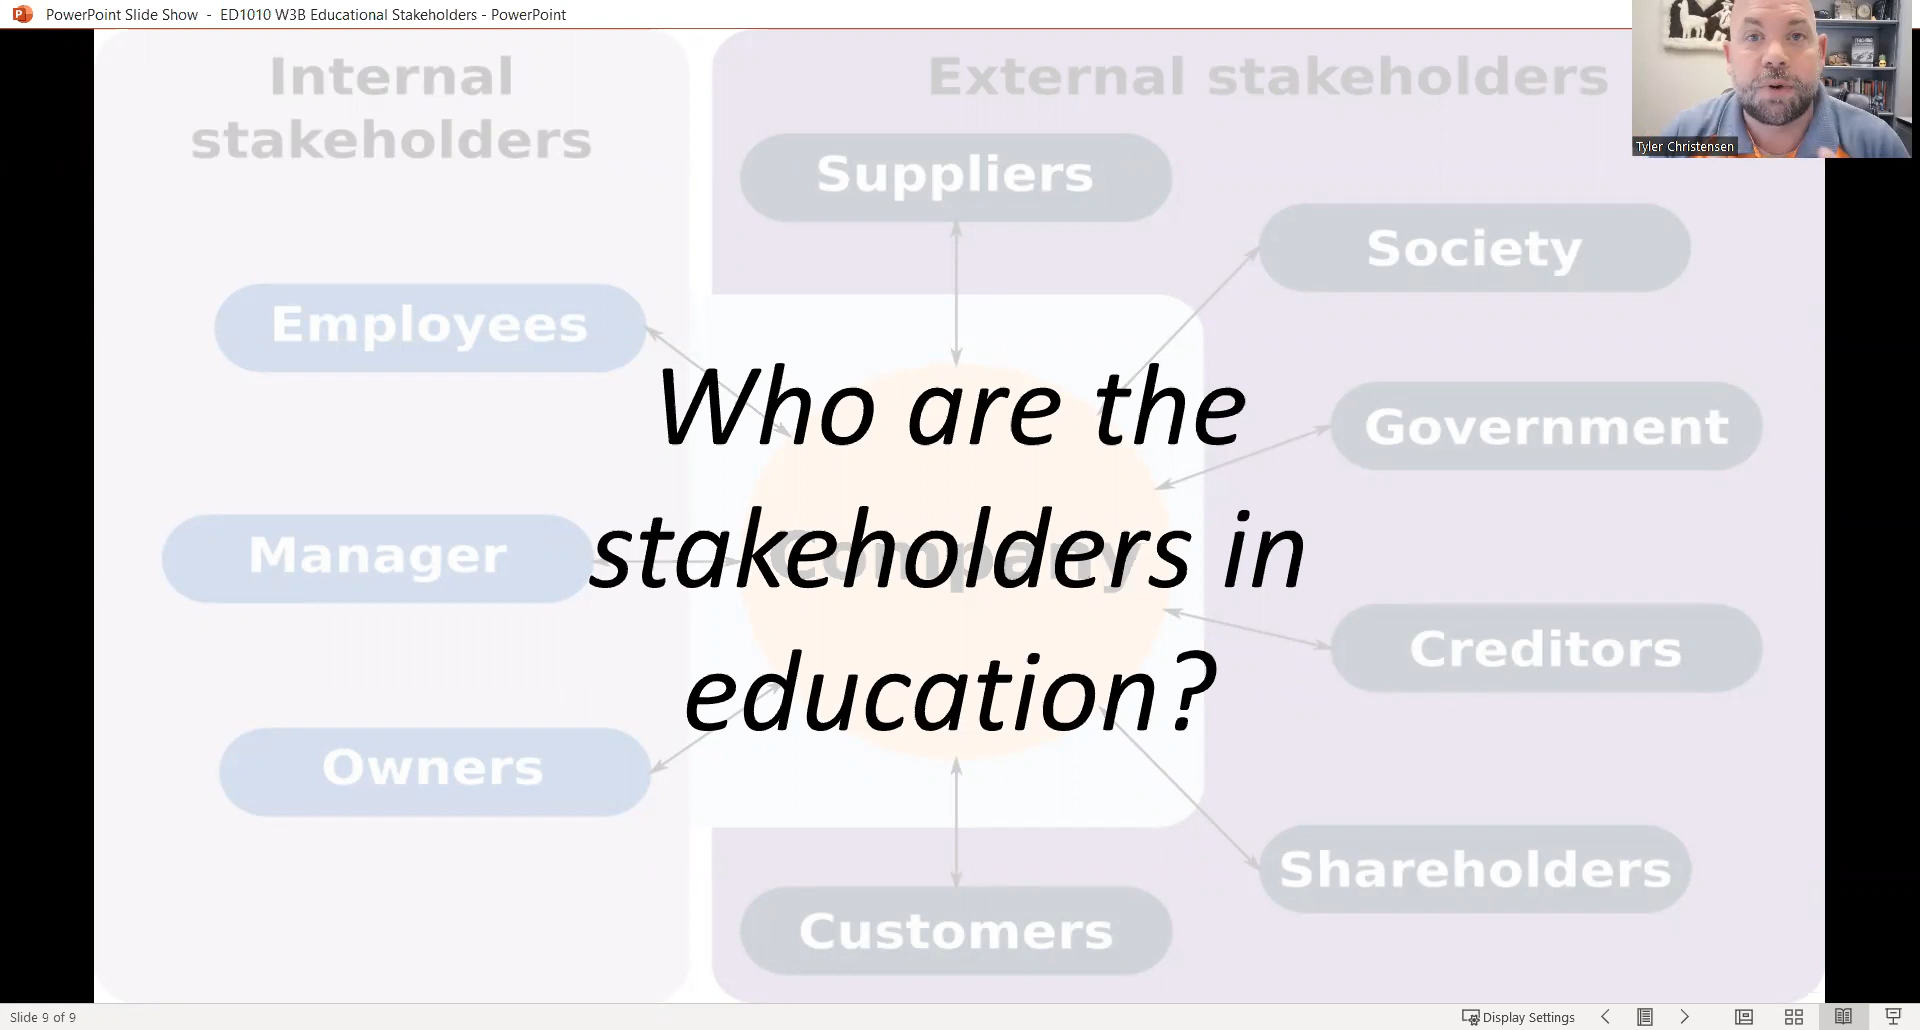 PowerPoint Slide Show - ED1010 W3B Educational Stakeholders - PowerPoint
Internal
stakeholders
External stakeholders
Tyler Christensen
Suppliers
Society
Employees
Government
Who are the
Manager
Company
stakeholders in
Creditors
education?
Owners
Shareholders
Customers
Slide 9 of 9
Display Settings